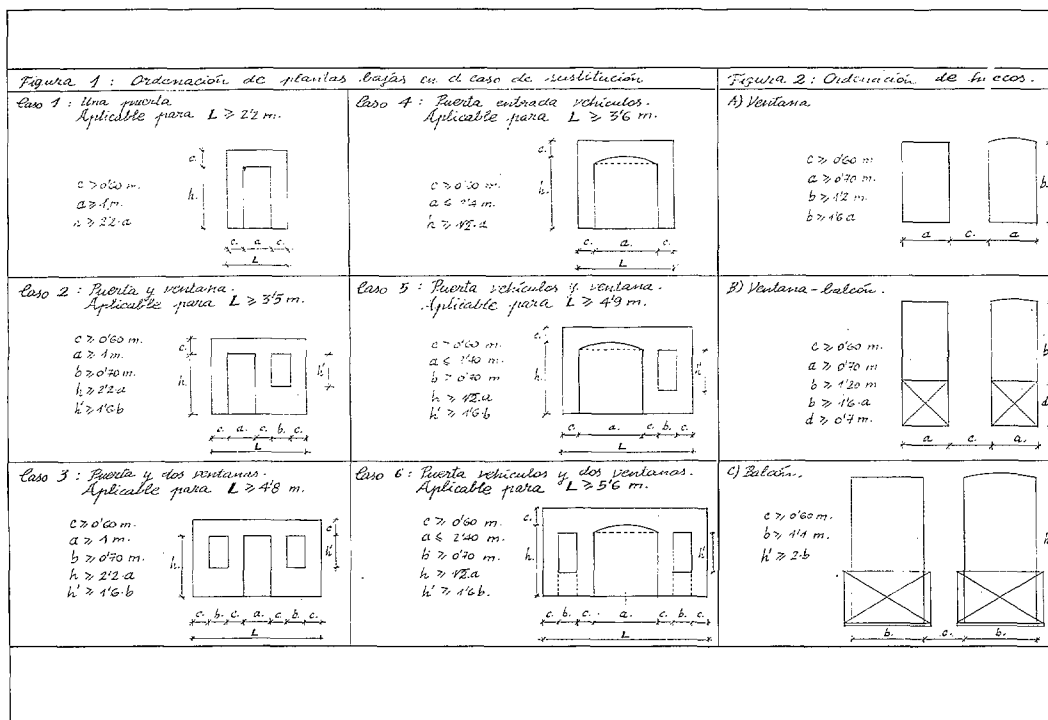 Figura 1 : Ordenación de plantas bajas en el caso de sustitución
Caso 1 : Una puerta
Aplicable para L ≥ 2'2 m.
c ≥ 0'60 m.
a ≥ 1 m.
h ≥ 2'2·a
c.
h.
c. a. c.
L
Caso 4 : Puerta entrada vehículos.
Aplicable para L ≥ 3'6 m.
h ≥ √2·a
c.
h.
c. a. c.
L
Caso 2 : Puerta y ventana.
Aplicable para L ≥ 3'5 m.
c ≥ 0'60 m.
a ≥ 1 m.
b ≥ 0'70 m.
h ≥ 2'2·a
h' ≥ 1'6·b
c.
h.
h'
c. a. c. b. c.
L
Caso 5 : Puerta vehículos y ventana.
Aplicable para L ≥ 4'9 m.
c ≥ 0'60 m.
a ≤ 2'40 m.
b ≥ 0'70 m.
h ≥ √2·a
h' ≥ 1'6·b
c.
h.
h'
c. a. c. b. c.
L
Caso 3 : Puerta y dos ventanas.
Aplicable para L ≥ 4'8 m.
c ≥ 0'60 m.
a ≥ 1 m.
b ≥ 0'70 m.
h ≥ 2'2·a
h' ≥ 1'6·b
h.
c
h'
c. b. c. a. c. b. c.
L
Caso 6 : Puerta vehículos y dos ventanas.
Aplicable para L ≥ 5'6 m.
c ≥ 0'60 m.
a ≤ 2'40 m.
b ≥ 0'70 m.
h ≥ √2·a
h' ≥ 1'6·b.
c.
h.
h'
c. b. c. a. c. b. c.
L
Figura 2 : Ordenación de huecos.
A) Ventana
c ≥ 0'60 m
a ≥ 0'70 m.
b ≥ 1'2 m.
b ≥ 1'6·a
b.
a c. a
B) Ventana-balcón.
c ≥ 0'60 m.
a ≥ 0'70 m
b ≥ 1'20 m
b ≥ 1'6·a
d ≥ 0'7 m.
b
d
a c. a.
C) Balcón.
c ≥ 0'60 m.
b ≥ 1'1 m.
h' ≥ 2·b
b. c. b.